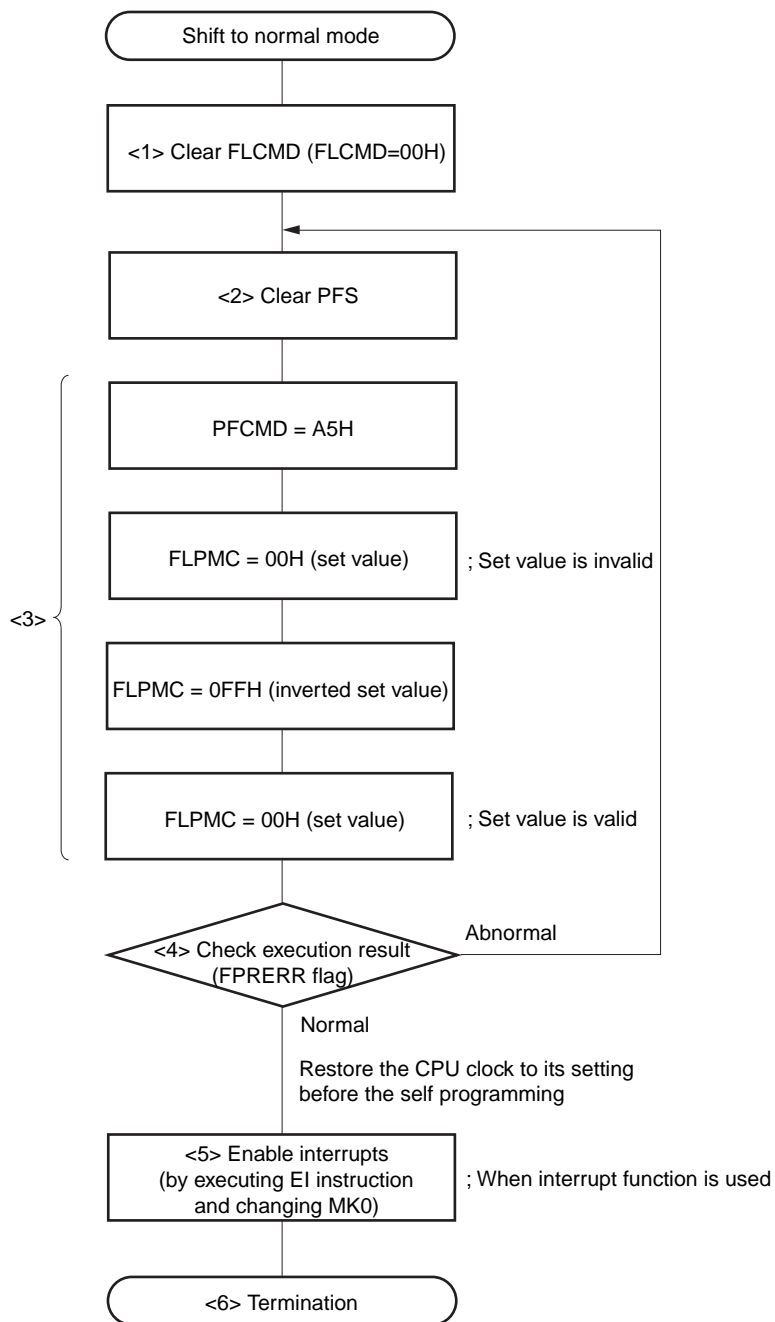 Shift to normal mode
<1> Clear FLCMD (FLCMD=00H)
<2> Clear PFS
PFCMD = A5H
FLPMC = 00H (set value)
; Set value is invalid
<3>
FLPMC = 0FFH (inverted set value)
FLPMC = 00H (set value)
; Set value is valid
<4> Check execution result
(FPRERR flag)
Abnormal
Normal
Restore the CPU clock to its setting
before the self programming
<5> Enable interrupts
(by executing EI instruction
and changing MK0)
; When interrupt function is used
<6> Termination